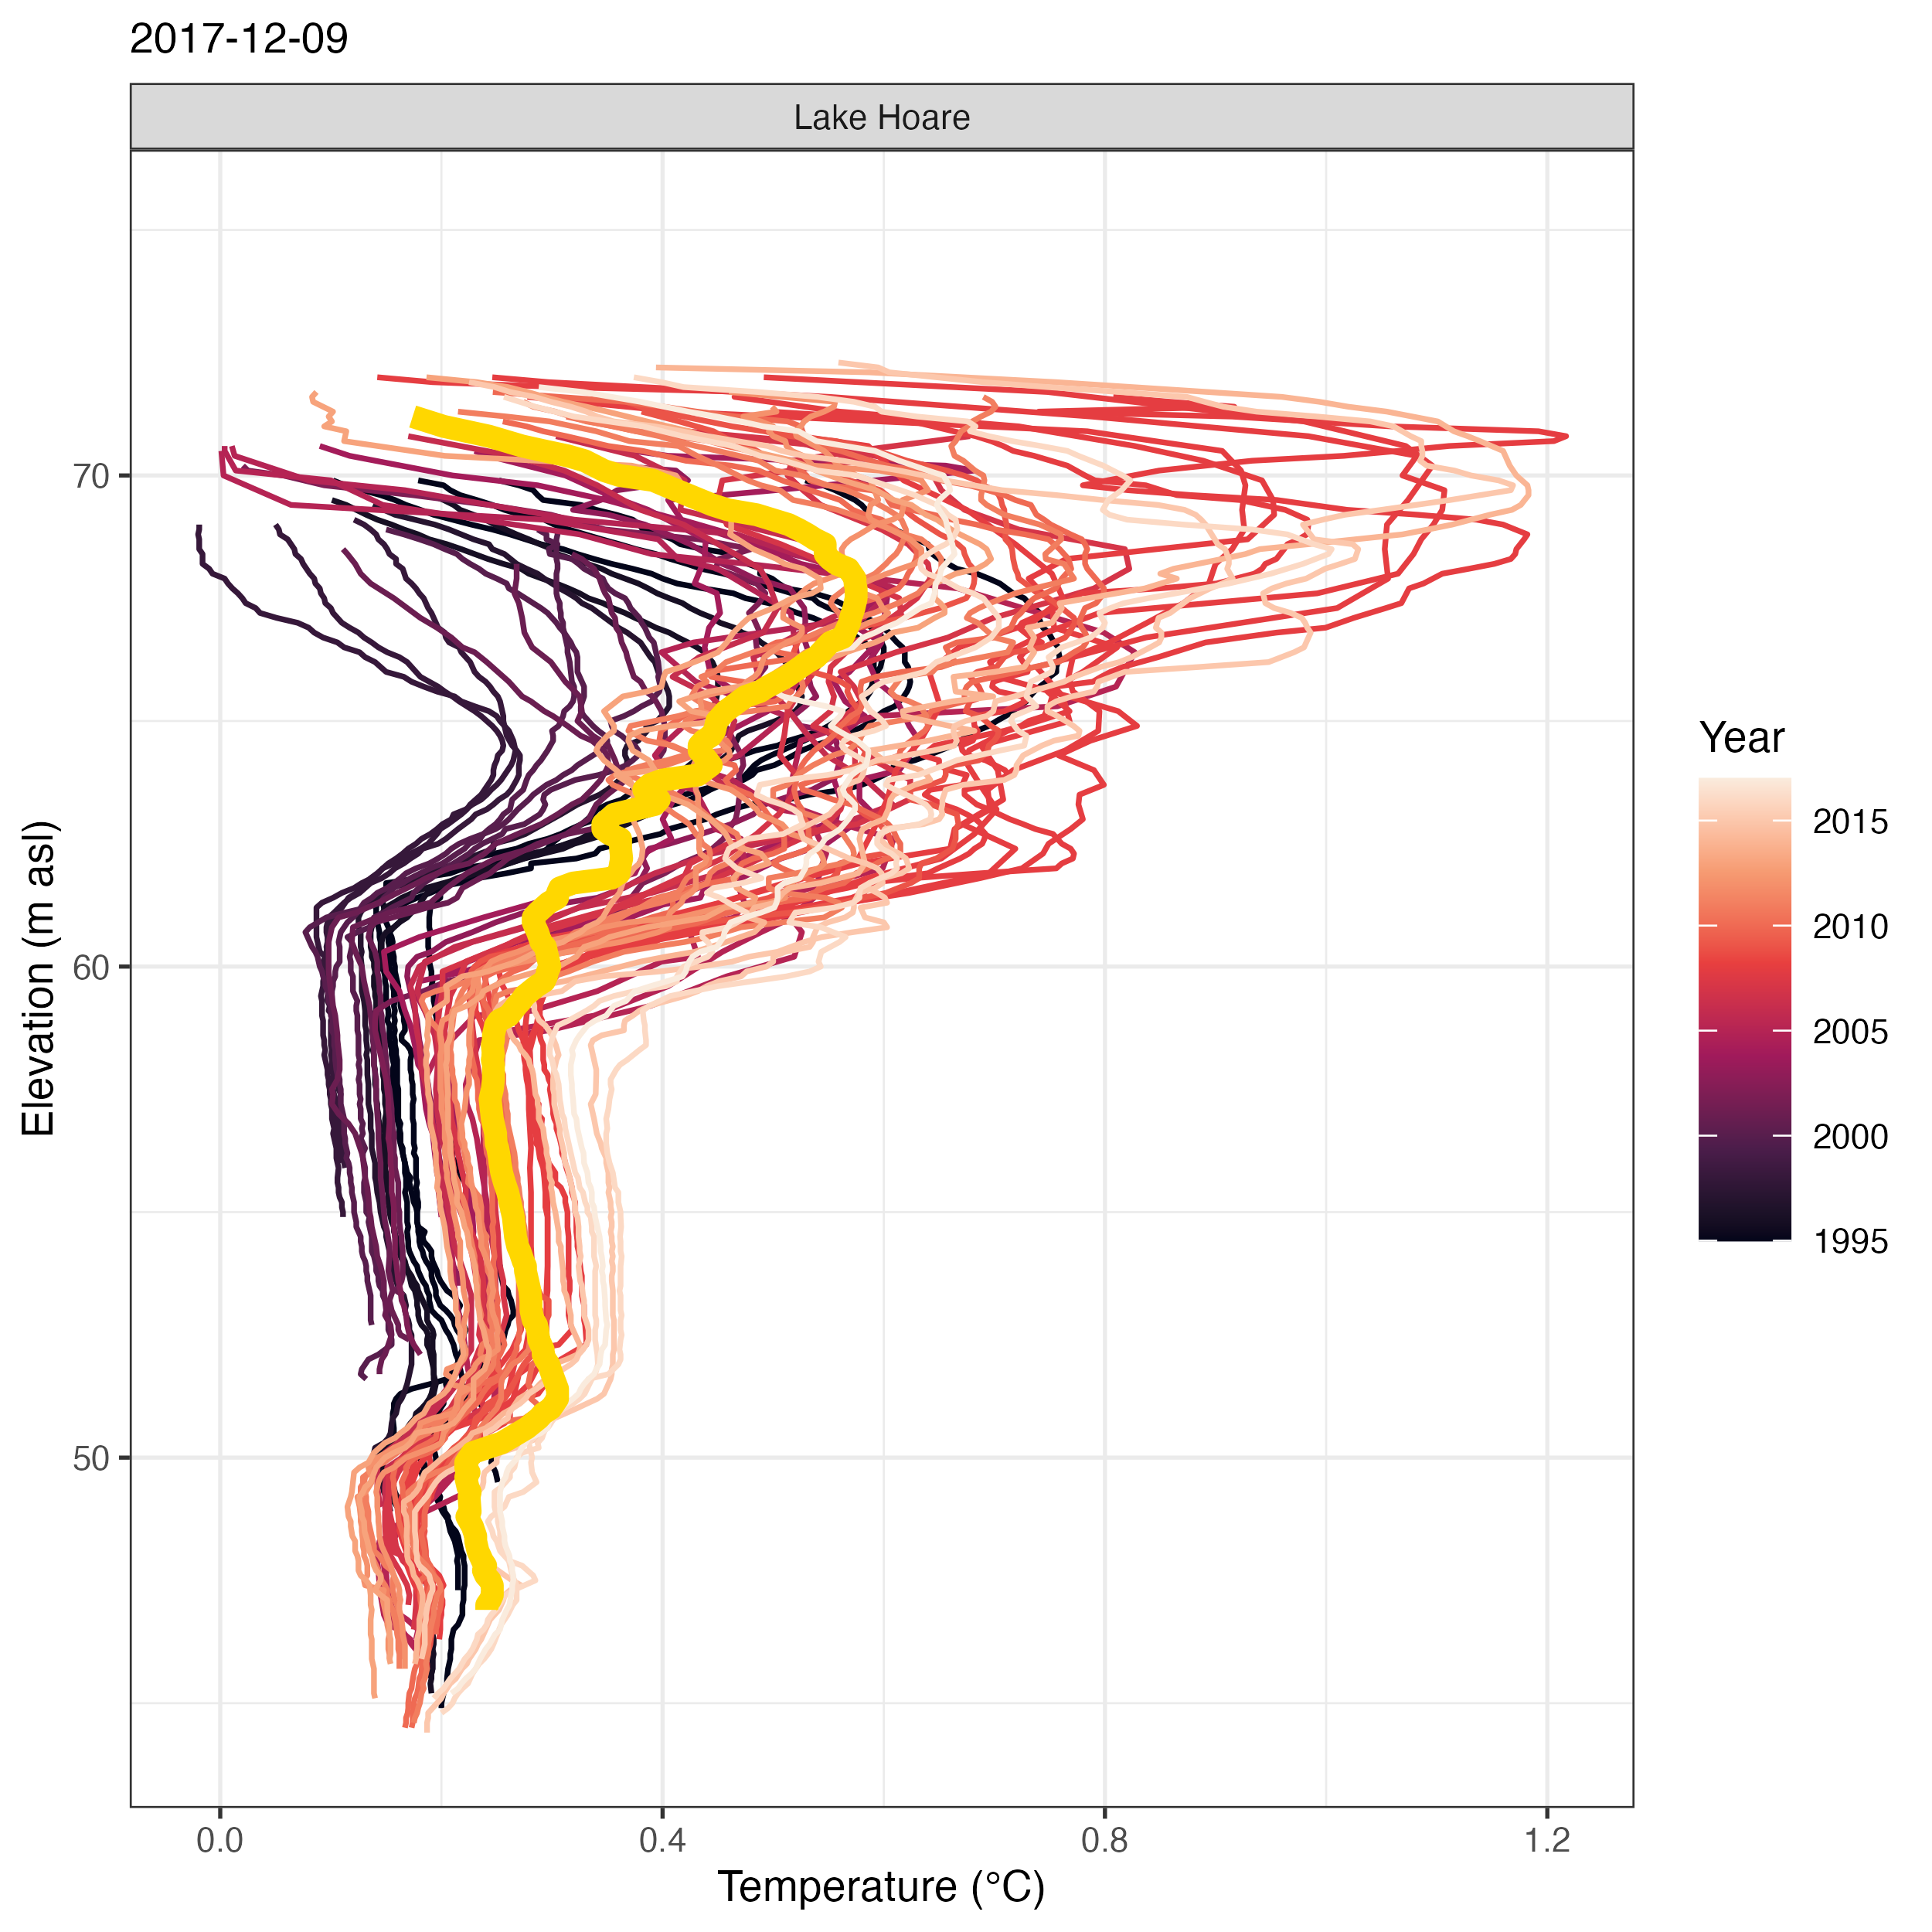 2017-12-09
Lake Hoare
70
60
50
Elevation (m asl)
0.0 0.4 0.8 1.2
Temperature (°C)
Year
2015
2010
2005
2000
1995